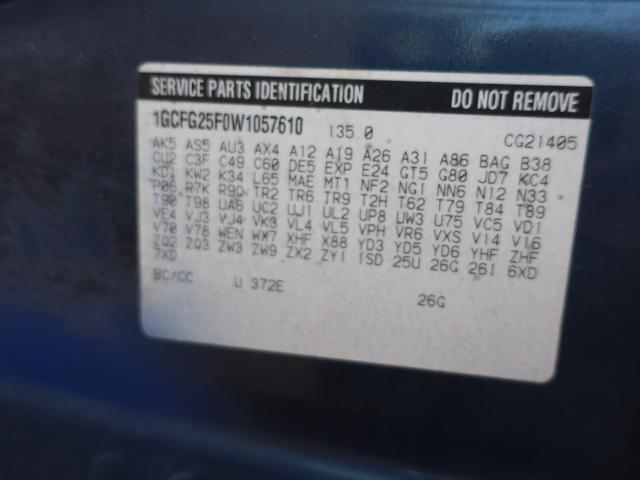 SERVICE PARTS IDENTIFICATION DO NOT REMOVE
1GCFG25F0W1057610 135.0 CG21405
AK5 AS5 AU3 AX4 A12 A19 A26 A31 A86 BAG B38
CU2 C3F C49 C60 DE5 EXP E24 GT5 G80 JD7 KC4
KD1 KW2 K34 L65 MAE MT1 NF2 NG1 NN6 N12 N33
P06 R7K R9D TR2 TR6 TR9 T2H T62 T79 T84 T89
T90 T98 UA6 UC2 UJ1 UL2 UP8 UW3 U75 VC5 VD1
VE4 VJ3 VJ4 VK3 VL4 VL5 VPH VR6 VXS V14 V16
V70 V78 WEN WX7 XHF X88 YD3 YD5 YD6 YHF ZHF
ZQ2 ZQ3 ZW3 ZW9 ZX2 ZY1 1SD 25U 26G 26I 6XD
7XD
BC/CC U 372E 26G